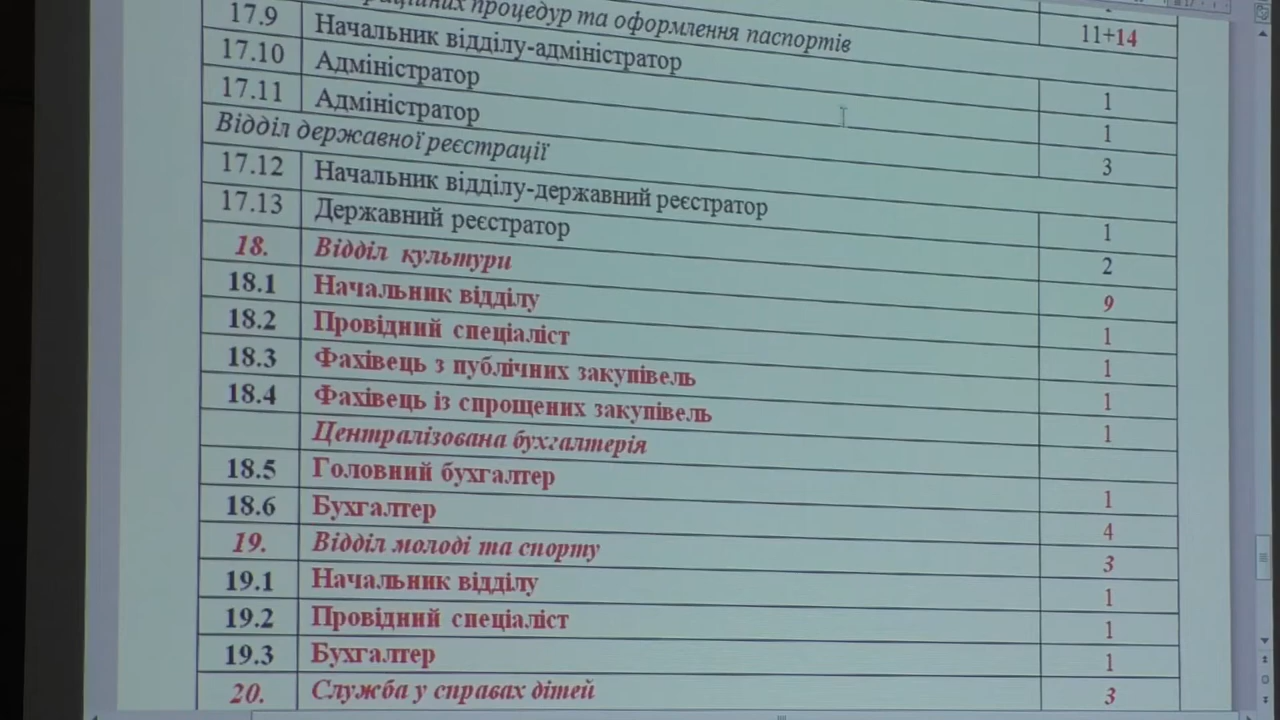 11+14
процедур та оформлення паспортів
17.9 Начальник відділу-адміністратор 1
17.10 Адміністратор 1
17.11 Адміністратор 3
Відділ державної реєстрації
17.12 Начальник відділу-державний реєстратор 1
17.13 Державний реєстратор 2
18. Відділ культури 9
18.1 Начальник відділу 1
18.2 Провідний спеціаліст 1
18.3 Фахівець з публічних закупівель 1
18.4 Фахівець із спрощених закупівель 1
Централізована бухгалтерія
18.5 Головний бухгалтер 1
18.6 Бухгалтер 4
19. Відділ молоді та спорту 3
19.1 Начальник відділу 1
19.2 Провідний спеціаліст 1
19.3 Бухгалтер 1
20. Служба у справах дітей 3